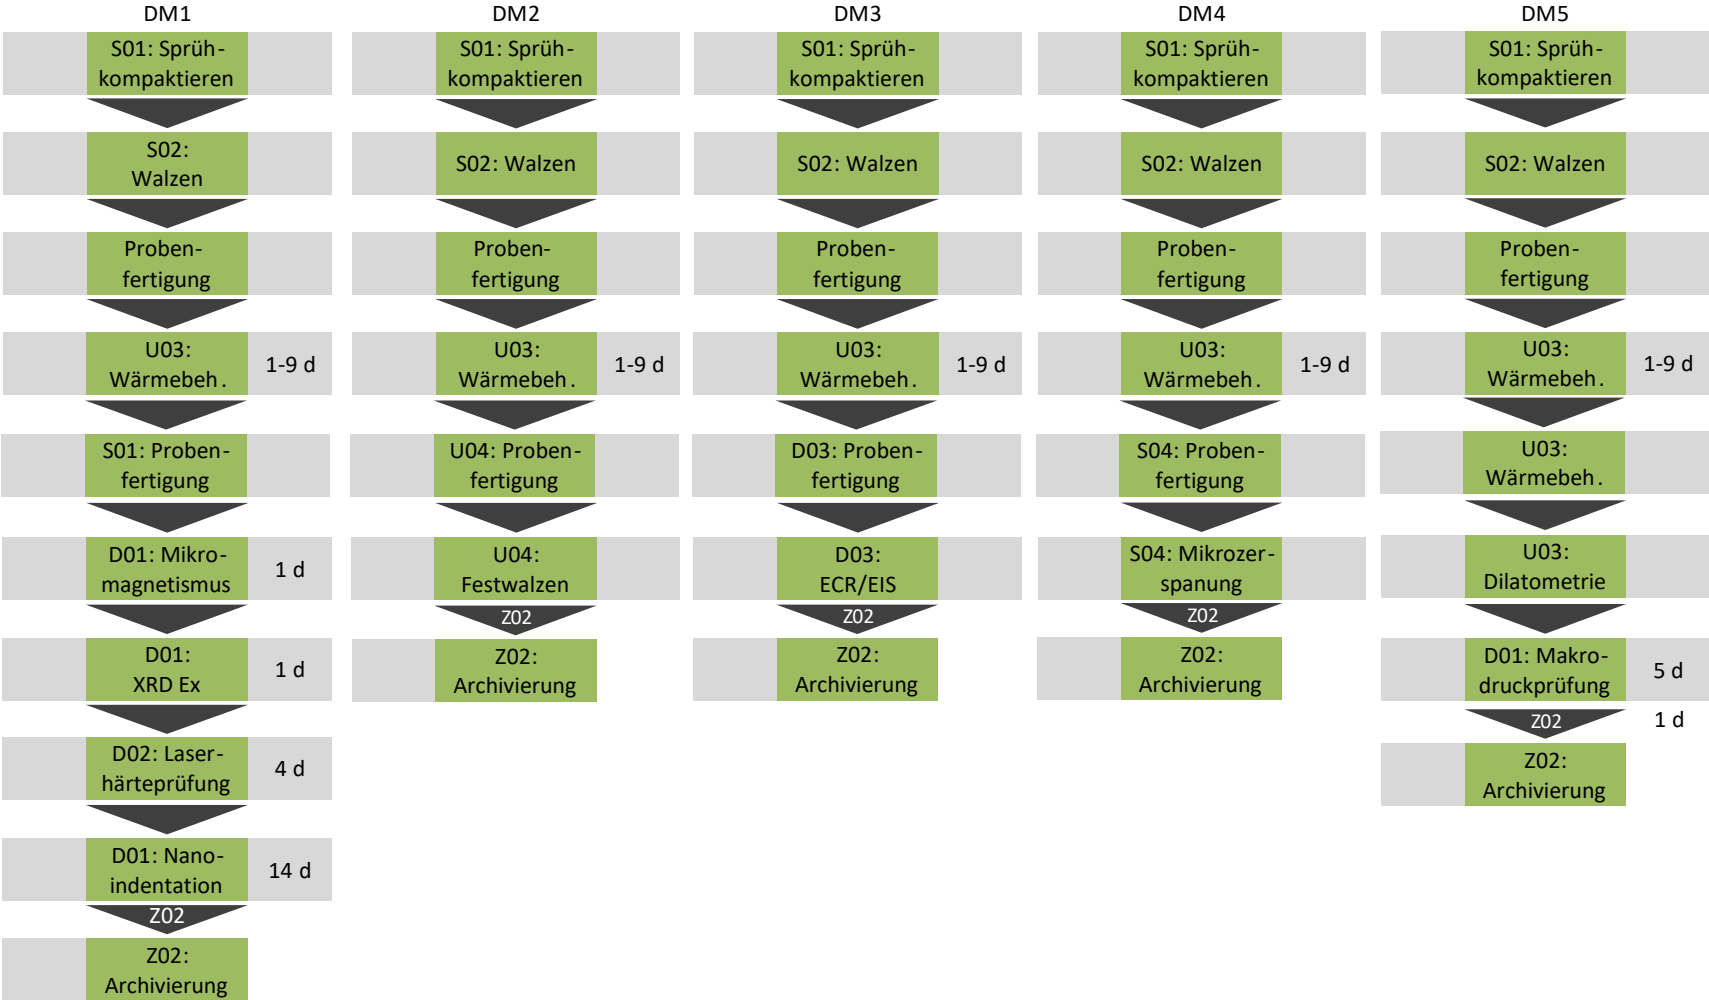 DM1
S01: Sprüh-
kompaktieren
S02:
Walzen
Proben-
fertigung
U03:
Wärmebeh.
1-9 d
S01: Proben-
fertigung
D01: Mikro-
magnetismus
1 d
D01:
XRD Ex
1 d
D02: Laser-
härteprüfung
4 d
D01: Nano-
indentation
14 d
Z02
Z02:
Archivierung
DM2
S01: Sprüh-
kompaktieren
S02: Walzen
Proben-
fertigung
U03:
Wärmebeh.
1-9 d
U04: Proben-
fertigung
U04:
Festwalzen
Z02
Z02:
Archivierung
DM3
S01: Sprüh-
kompaktieren
S02: Walzen
Proben-
fertigung
U03:
Wärmebeh.
1-9 d
D03: Proben-
fertigung
D03:
ECR/EIS
Z02
Z02:
Archivierung
DM4
S01: Sprüh-
kompaktieren
S02: Walzen
Proben-
fertigung
U03:
Wärmebeh.
1-9 d
S04: Proben-
fertigung
S04: Mikrozer-
spanung
Z02
Z02:
Archivierung
DM5
S01: Sprüh-
kompaktieren
S02: Walzen
Proben-
fertigung
U03:
Wärmebeh.
1-9 d
U03:
Wärmebeh.
U03:
Dilatometrie
D01: Makro-
druckprüfung
5 d
Z02
1 d
Z02:
Archivierung